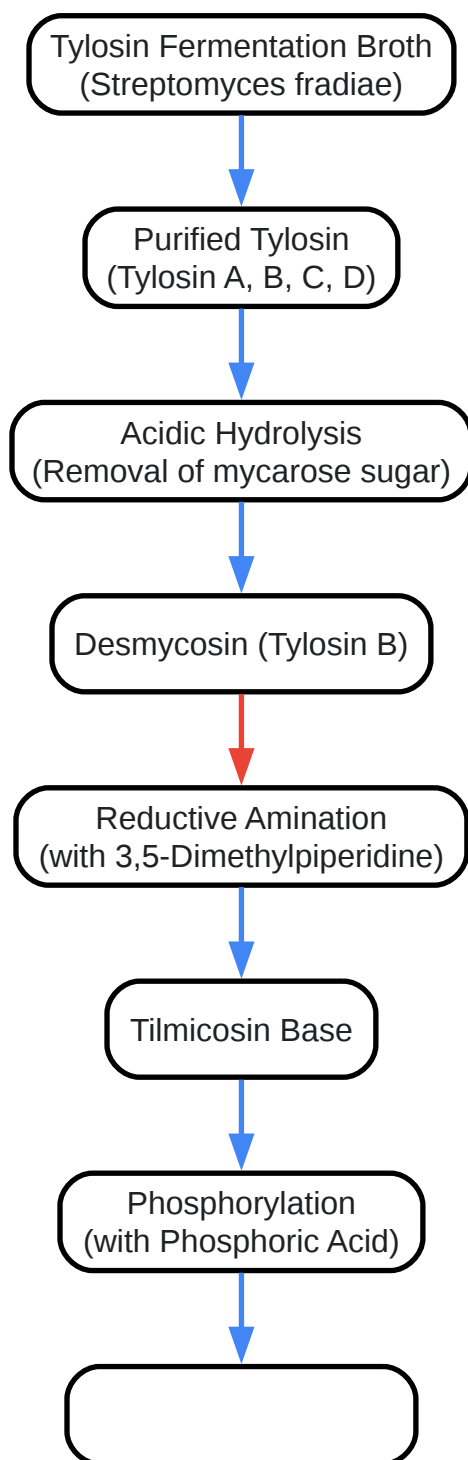 Tylosin Fermentation Broth
(Streptomyces fradiae)
Purified Tylosin
(Tylosin A, B, C, D)
Acidic Hydrolysis
(Removal of mycarose sugar)
Desmycosin (Tylosin B)
Reductive Amination
(with 3,5-Dimethylpiperidine)
Tilmicosin Base
Phosphorylation
(with Phosphoric Acid)